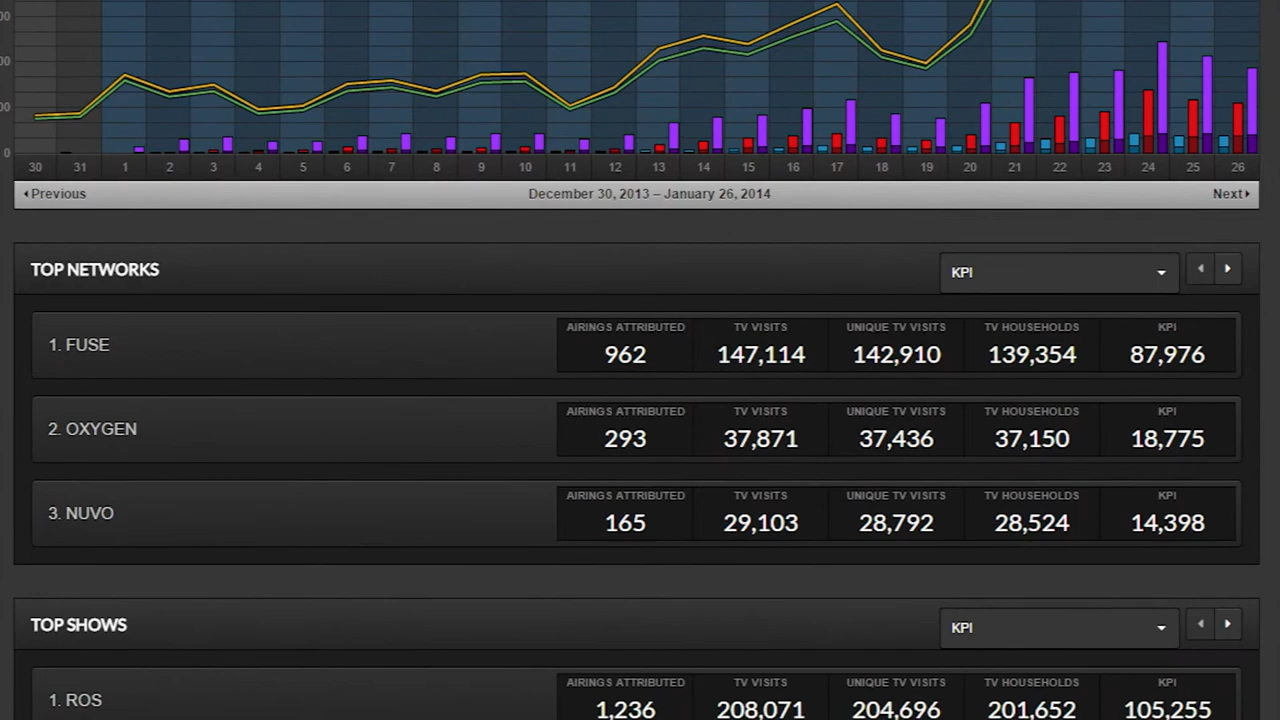 00
00
00
0
30 31 1 2 3 4 5 6 7 8 9 10 11 12 13 14 15 16 17 18 19 20 21 22 23 24 25 26
Previous December 30, 2013 – January 26, 2014 Next
TOP NETWORKS KPI
AIRINGS ATTRIBUTED TV VISITS UNIQUE TV VISITS TV HOUSEHOLDS KPI
1. FUSE 962 147,114 142,910 139,354 87,976
AIRINGS ATTRIBUTED TV VISITS UNIQUE TV VISITS TV HOUSEHOLDS KPI
2. OXYGEN 293 37,871 37,436 37,150 18,775
AIRINGS ATTRIBUTED TV VISITS UNIQUE TV VISITS TV HOUSEHOLDS KPI
3. NUVO 165 29,103 28,792 28,524 14,398
TOP SHOWS KPI
AIRINGS ATTRIBUTED TV VISITS UNIQUE TV VISITS TV HOUSEHOLDS KPI
1. ROS 1,236 208,071 204,696 201,652 105,255